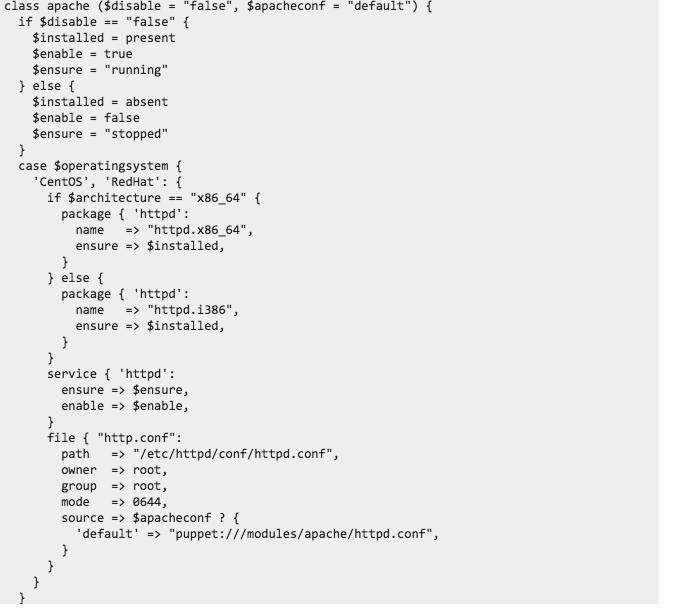 class apache ($disable = "false", $apacheconf = "default") {
  if $disable == "false" {
    $installed = present
    $enable = true
    $ensure = "running"
  } else {
    $installed = absent
    $enable = false
    $ensure = "stopped"
  }
  case $operatingsystem {
    'CentOS', 'RedHat': {
      if $architecture == "x86_64" {
        package { 'httpd':
          name   => "httpd.x86_64",
          ensure => $installed,
        }
      } else {
        package { 'httpd':
          name   => "httpd.i386",
          ensure => $installed,
        }
      }
      service { 'httpd':
        ensure => $ensure,
        enable => $enable,
      }
      file { "http.conf":
        path   => "/etc/httpd/conf/httpd.conf",
        owner  => root,
        group  => root,
        mode   => 0644,
        source => $apacheconf ? {
          'default' => "puppet:///modules/apache/httpd.conf",
        }
      }
    }
  }